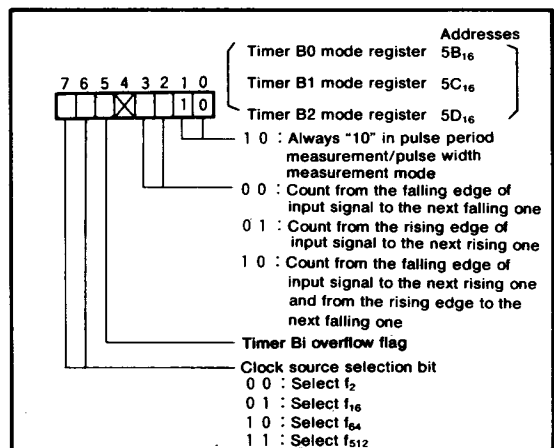 Addresses
Timer B0 mode register 5B₁₆
Timer B1 mode register 5C₁₆
Timer B2 mode register 5D₁₆
7 6 5 4 3 2 1 0
1 0
1 0 : Always "10" in pulse period
measurement/pulse width
measurement mode
0 0 : Count from the falling edge of
input signal to the next falling one
0 1 : Count from the rising edge of
input signal to the next rising one
1 0 : Count from the falling edge of
input signal to the next rising one
and from the rising edge to the
next falling one
Timer Bi overflow flag
Clock source selection bit
0 0 : Select f₂
0 1 : Select f₁₆
1 0 : Select f₆₄
1 1 : Select f₅₁₂